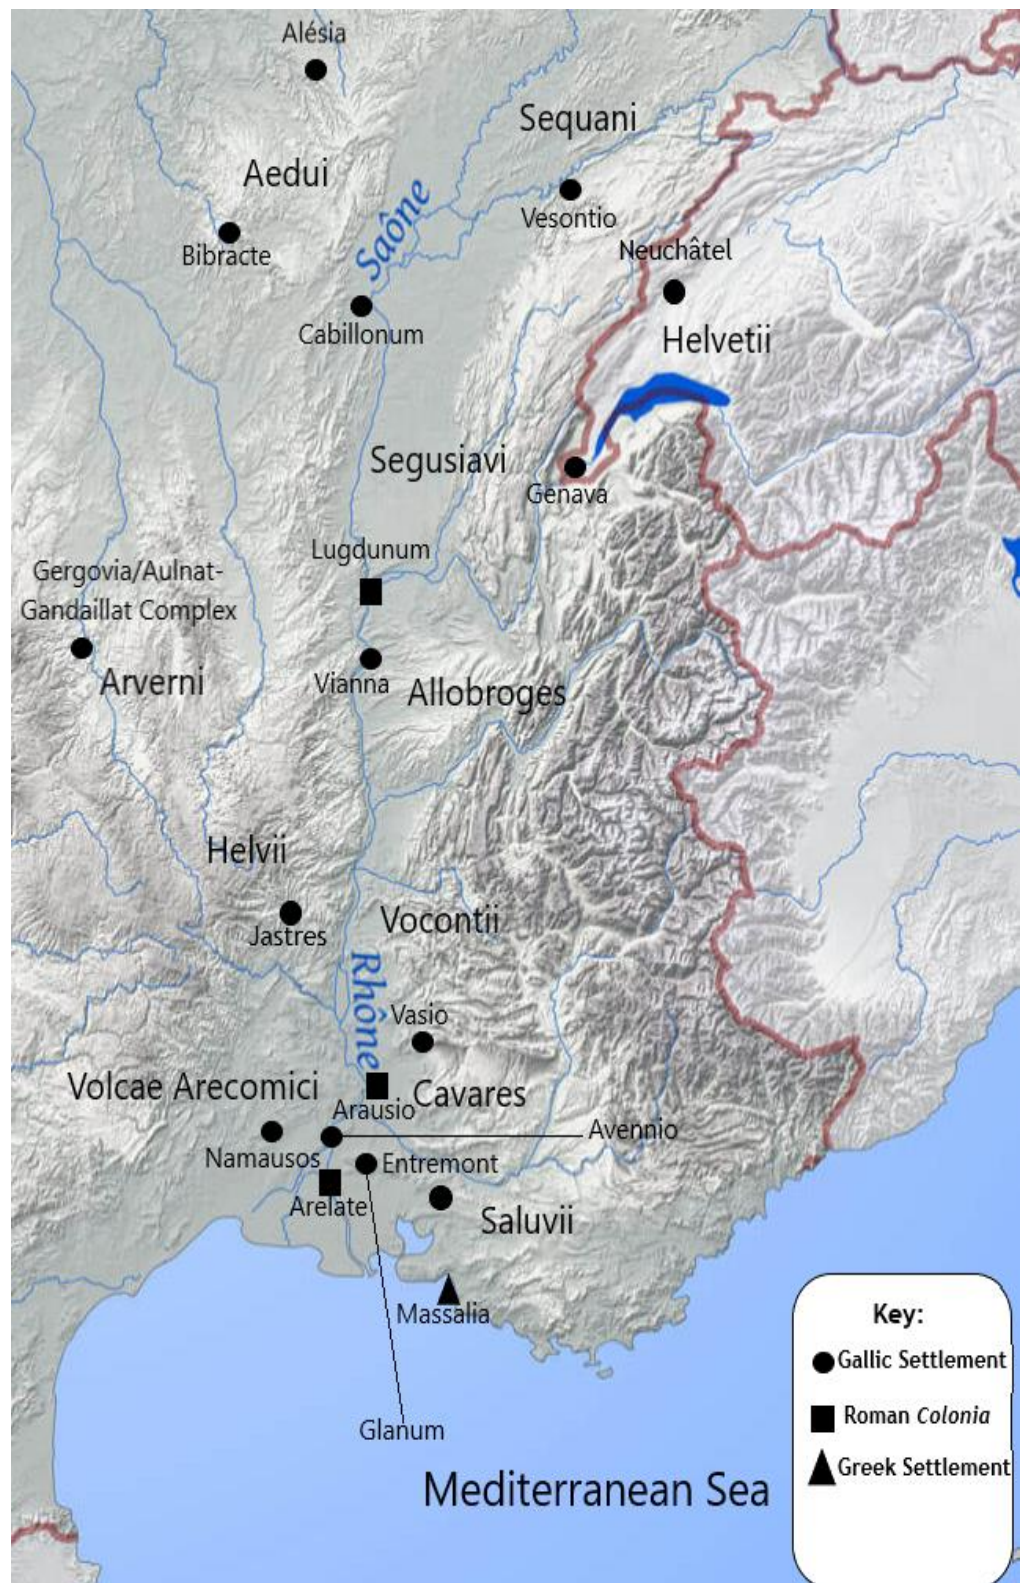 Alésia
Sequani
Aedui
Saône
Vesontio
Bibracte
Neuchâtel
Cabillonum
Helvetii
Segusiavi
Genava
Lugdunum
Gergovia/Aulnat-
Gandaillat Complex
Arverni
Vianna
Allobroges
Helvii
Jastres
Vocontii
Rhône
Vasio
Volcae Arecomici
Cavares
Arausio
Avennio
Namausos
Entremont
Arelate
Saluvii
Massalia
Glanum
Mediterranean Sea
Key:
Gallic Settlement
Roman Colonia
Greek Settlement